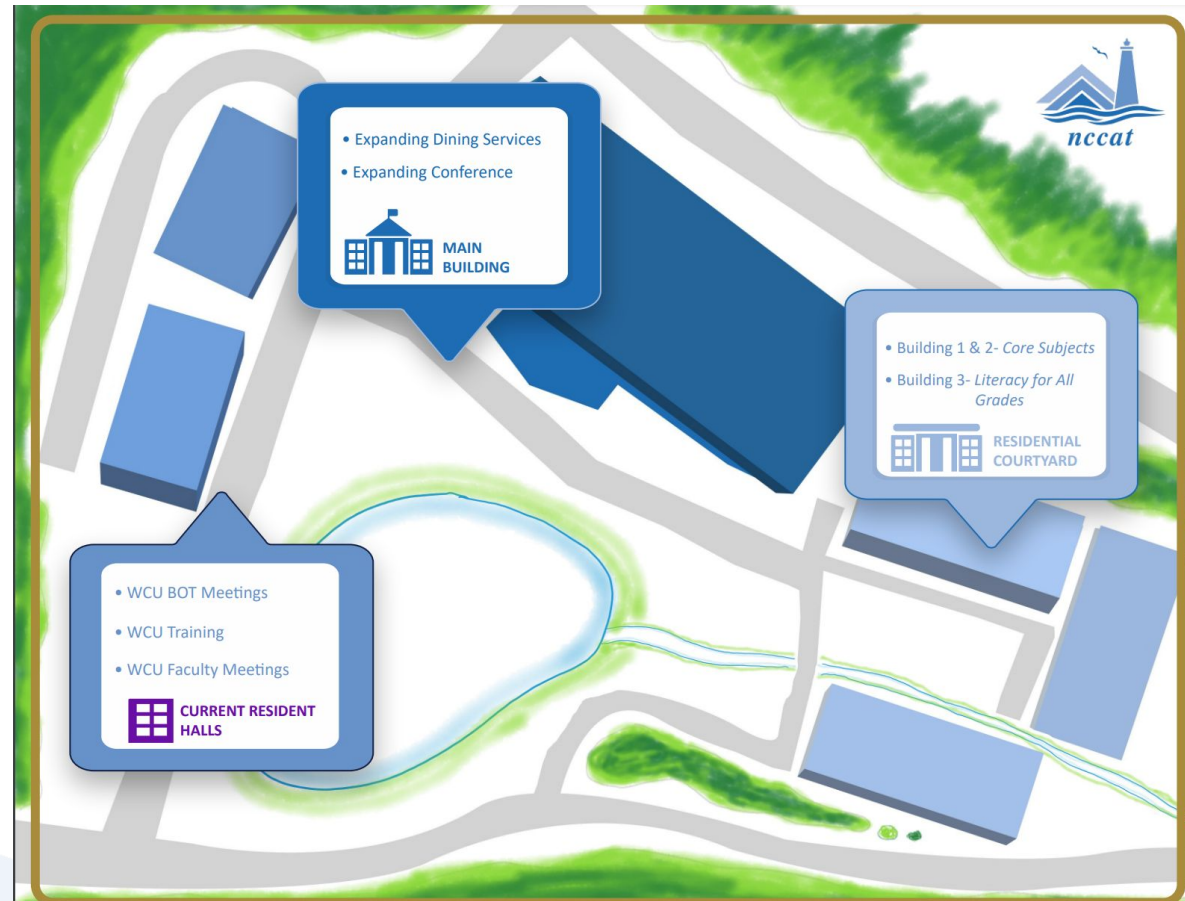 • Expanding Dining Services
• Expanding Conference
MAIN
BUILDING
nccat
• Building 1 & 2- Core Subjects
• Building 3- Literacy for All
Grades
RESIDENTIAL
COURTYARD
• WCU BOT Meetings
• WCU Training
• WCU Faculty Meetings
CURRENT RESIDENT
HALLS